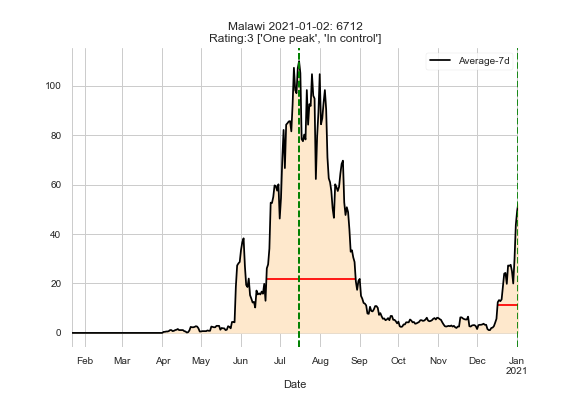 Malawi 2021-01-02: 6712
Rating:3 ['One peak', 'In control']
Average-7d
100
80
60
40
20
0
Feb Mar Apr May Jun Jul Aug Sep Oct Nov Dec Jan
2021
Date